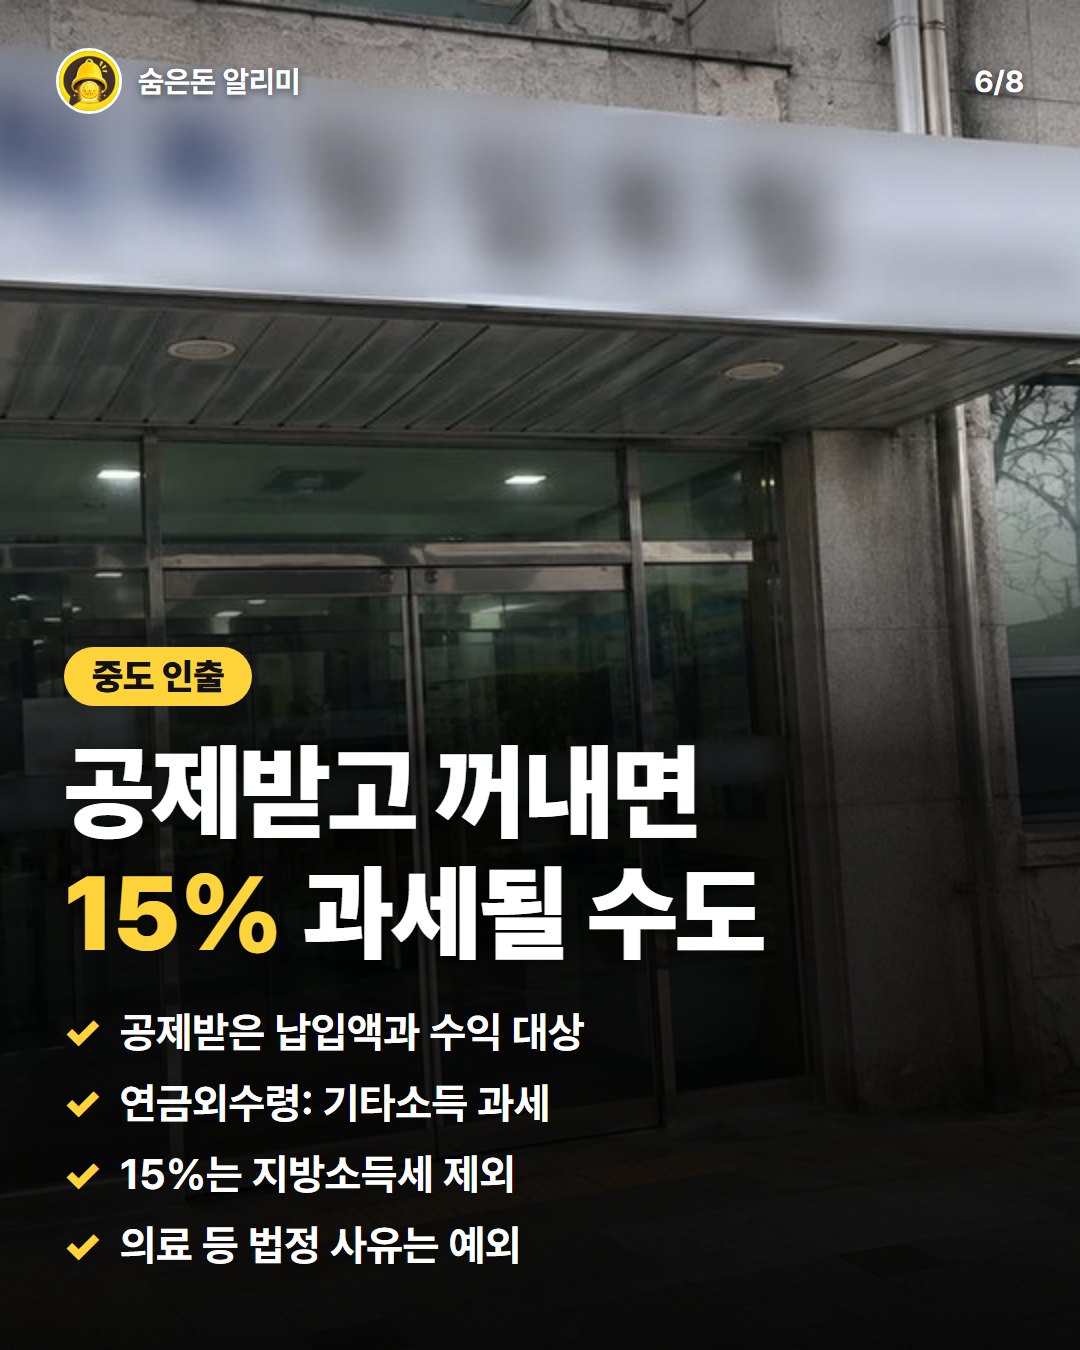 숨은돈 알리미
6/8
중도 인출
공제받고 꺼내면
15% 과세될 수도
공제받은 납입액과 수익 대상
연금외수령: 기타소득 과세
15%는 지방소득세 제외
의료 등 법정 사유는 예외